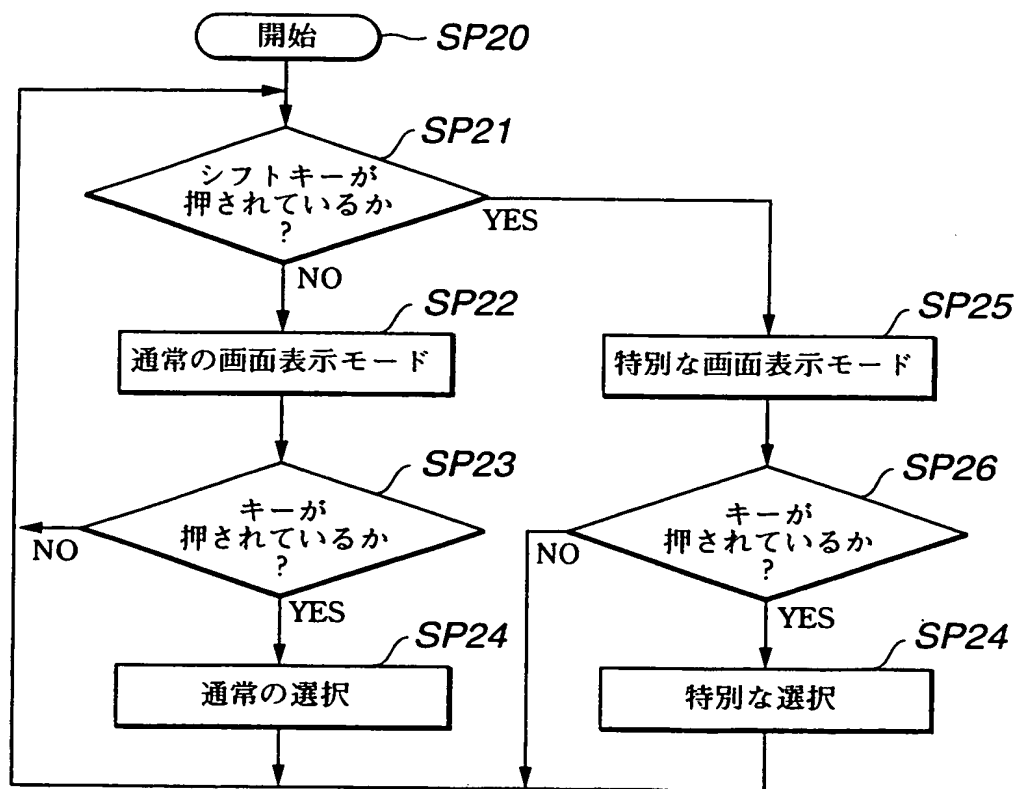 開始
SP20
SP21
シフトキーが
押されているか
?
YES
NO
SP22
通常の画面表示モード
SP25
特別な画面表示モード
SP23
キーが
押されているか
?
NO
YES
SP26
キーが
押されているか
?
NO
YES
SP24
通常の選択
SP24
特別な選択